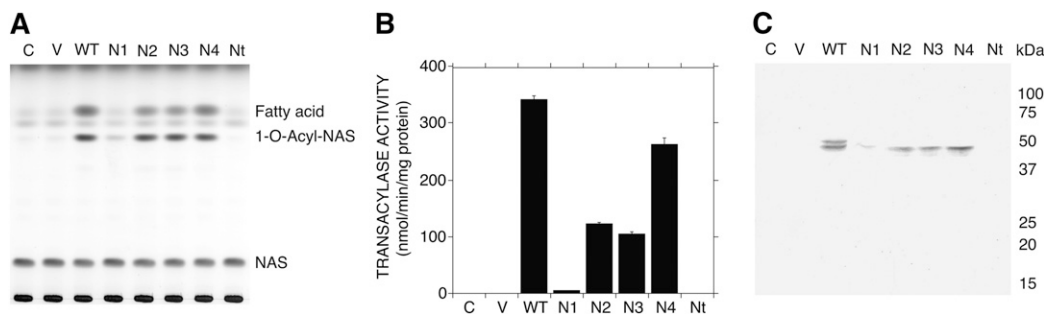 A
C V WT N1 N2 N3 N4 Nt
Fatty acid
1-O-Acyl-NAS
NAS
B
TRANSACYLASE ACTIVITY
(nmol/min/mg protein)
400
300
200
100
0
C V WT N1 N2 N3 N4 Nt
C
C V WT N1 N2 N3 N4 Nt kDa
100
75
50
37
25
20
15